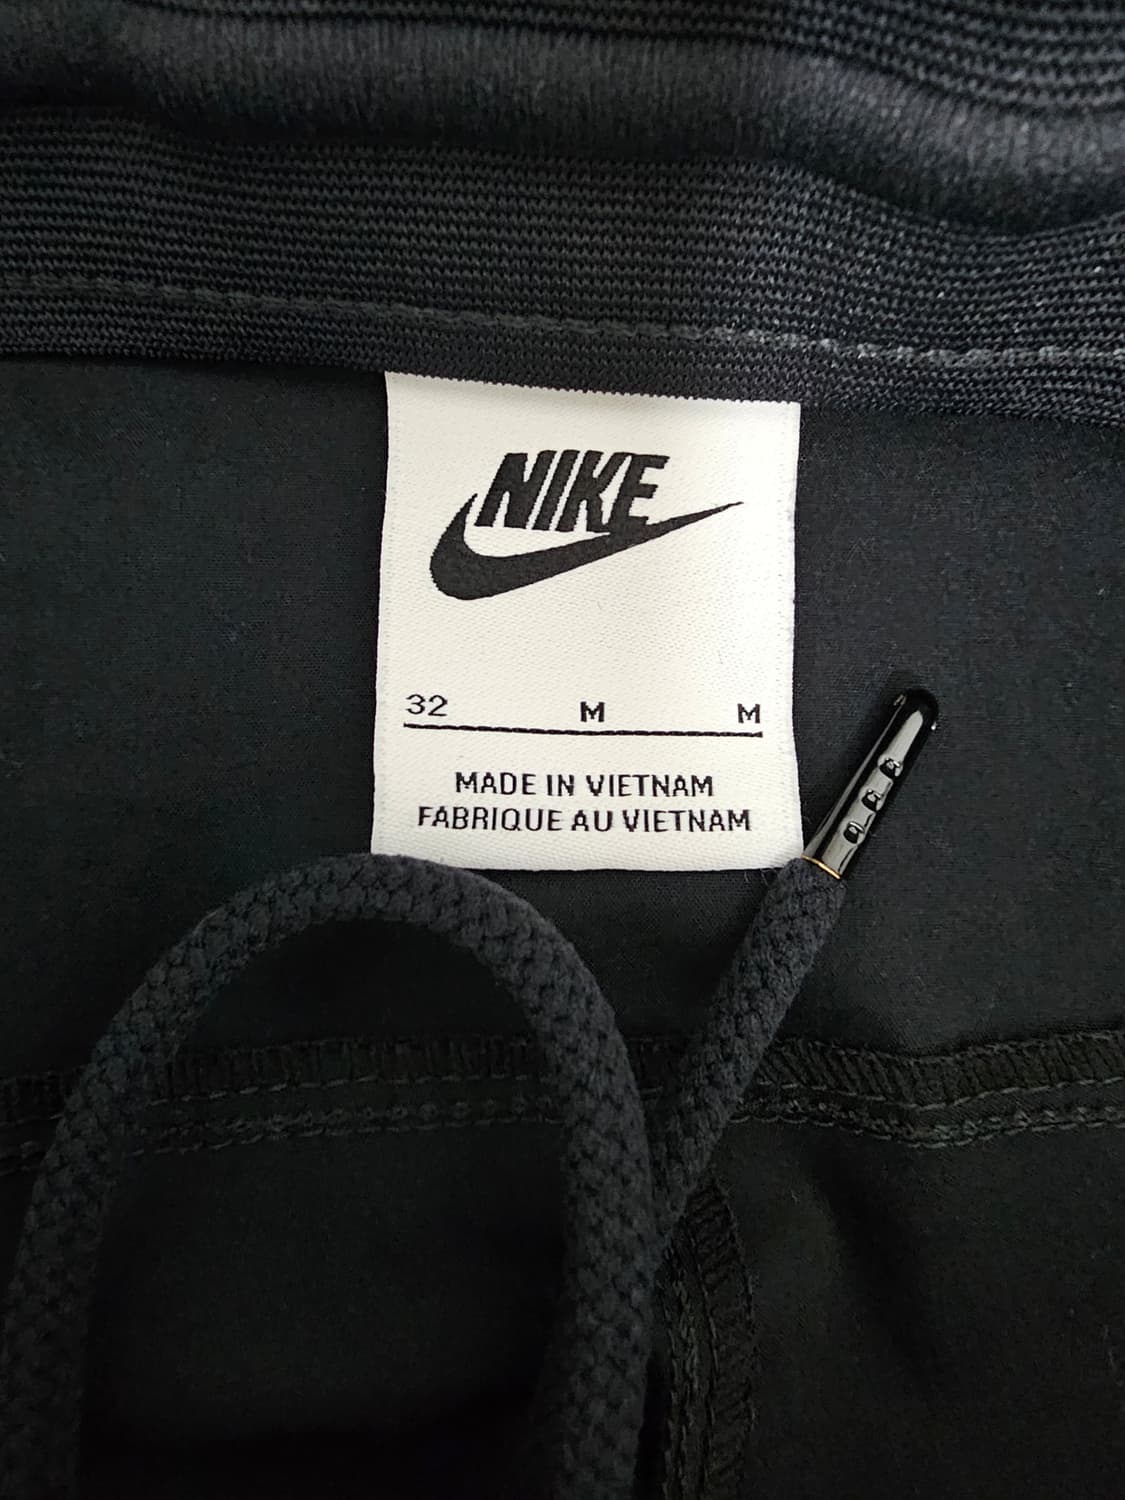 NIKE
32 M M
MADE IN VIETNAM
FABRIQUE AU VIETNAM